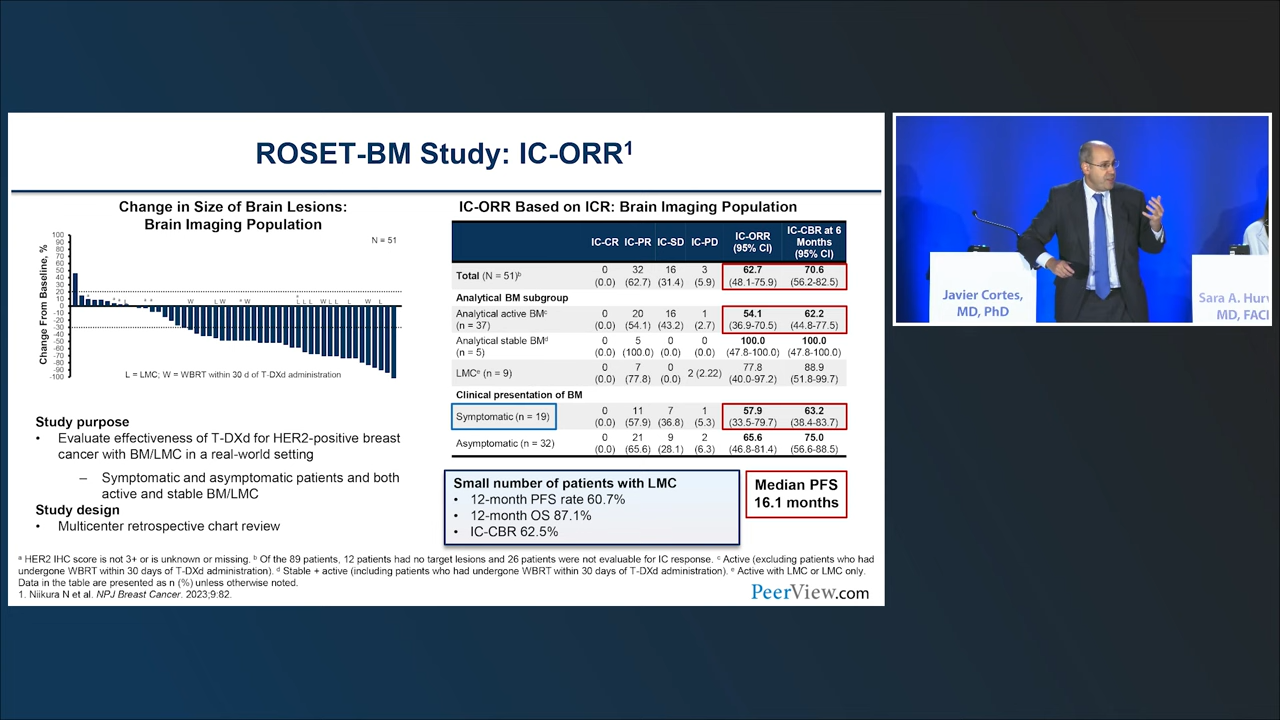 ROSET-BM Study: IC-ORR¹
Change in Size of Brain Lesions:
Brain Imaging Population
N = 51
Change From Baseline, %
100
90
80
70
60
50
40
30
20
10
0
-10
-20
-30
-40
-50
-60
-70
-80
-90
-100
L = LMC; W = WBRT within 30 d of T-DXd administration
Study purpose
• Evaluate effectiveness of T-DXd for HER2-positive breast
cancer with BM/LMC in a real-world setting
– Symptomatic and asymptomatic patients and both
active and stable BM/LMC
Study design
• Multicenter retrospective chart review
IC-ORR Based on ICR: Brain Imaging Population
IC-CR IC-PR IC-SD IC-PD IC-ORR (95% CI) IC-CBR at 6 Months (95% CI)
Total (N = 51)ᵇ 0 (0.0) 32 (62.7) 16 (31.4) 3 (5.9) 62.7 (48.1-75.9) 70.6 (56.2-82.5)
Analytical BM subgroup
Analytical active BMᶜ (n = 37) 0 (0.0) 20 (54.1) 16 (43.2) 1 (2.7) 54.1 (36.9-70.5) 62.2 (44.8-77.5)
Analytical stable BMᵈ (n = 5) 0 (0.0) 5 (100.0) 0 (0.0) 0 (0.0) 100.0 (47.8-100.0) 100.0 (47.8-100.0)
LMCᵉ (n = 9) 0 (0.0) 7 (77.8) 0 (0.0) 2 (2.22) 77.8 (40.0-97.2) 88.9 (51.8-99.7)
Clinical presentation of BM
Symptomatic (n = 19) 0 (0.0) 11 (57.9) 7 (36.8) 1 (5.3) 57.9 (33.5-79.7) 63.2 (38.4-83.7)
Asymptomatic (n = 32) 0 (0.0) 21 (65.6) 9 (28.1) 2 (6.3) 65.6 (46.8-81.4) 75.0 (56.6-88.5)
Small number of patients with LMC
• 12-month PFS rate 60.7%
• 12-month OS 87.1%
• IC-CBR 62.5%
Median PFS
16.1 months
ᵃ HER2 IHC score is not 3+ or is unknown or missing. ᵇ Of the 89 patients, 12 patients had no target lesions and 26 patients were not evaluable for IC response. ᶜ Active (excluding patients who had
undergone WBRT within 30 days of T-DXd administration). ᵈ Stable + active (including patients who had undergone WBRT within 30 days of T-DXd administration). ᵉ Active with LMC or LMC only.
Data in the table are presented as n (%) unless otherwise noted.
1. Niikura N et al. NPJ Breast Cancer. 2023;9:82.
PeerView.com
Javier Cortes,
MD, PhD
Sara A. Hurv
MD, FACI